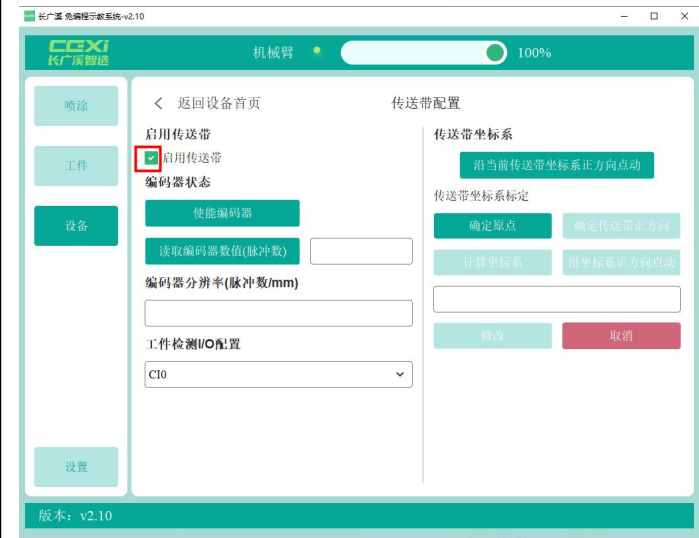 长广溪 免编程示教系统-v2.10
CGXi
长广溪智造
机械臂
100%
喷涂
工件
设备
设置
返回设备首页
传送带配置
启用传送带
启用传送带
编码器状态
使能编码器
读取编码器数值(脉冲数)
编码器分辨率(脉冲数/mm)
工件检测I/O配置
CI0
传送带坐标系
沿当前传送带坐标系正方向点动
传送带坐标系标定
确定原点
确定传送带正方向
计算坐标系
沿坐标系正方向点动
修改
取消
版本：v2.10